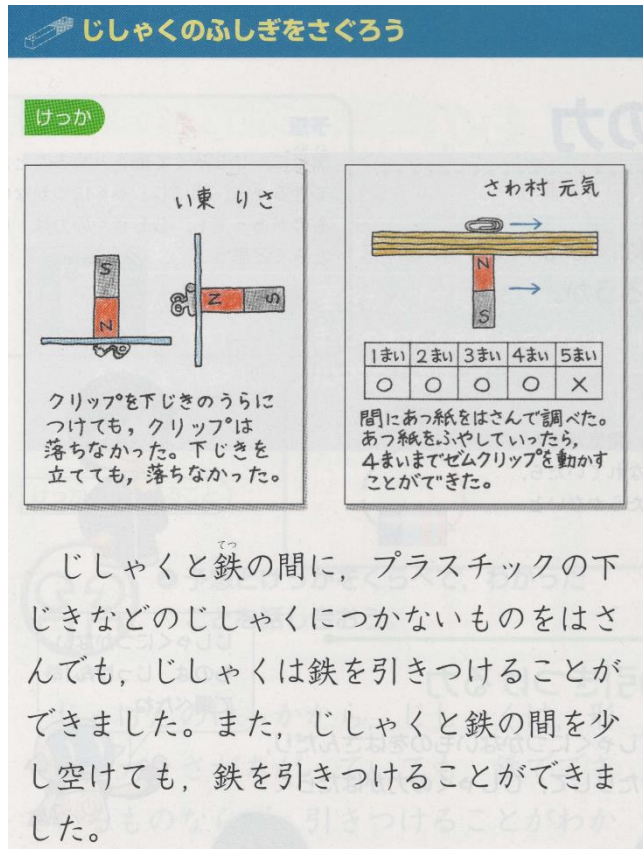 じしゃくのふしぎをさぐろう
けっか
い東 りさ
S
N
N
S
クリップを下じきのうらに
つけても，クリップは
落ちなかった。下じきを
立てても，落ちなかった。
さわ村 元気
N
S
1まい 2まい 3まい 4まい 5まい
○ ○ ○ ○ ×
間にあつ紙をはさんで調べた。
あつ紙をふやしていったら，
4まいまでゼムクリップを動かす
ことができた。
てつ
じしゃくと鉄の間に，プラスチックの下
じきなどのじしゃくにつかないものをはさ
んでも，じしゃくは鉄を引きつけることが
できました。また，じしゃくと鉄の間を少
し空けても，鉄を引きつけることができま
した。